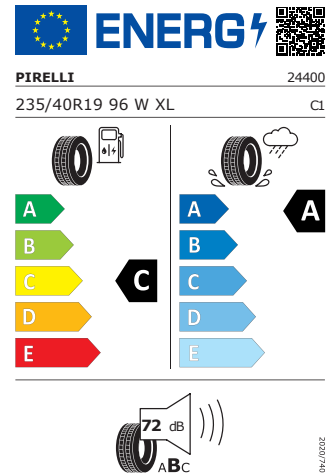 ENERG
PIRELLI 24400
235/40R19 96 W XL C1
A A A
B B
C C C
D D
E E
72 dB
ABC
2020/740